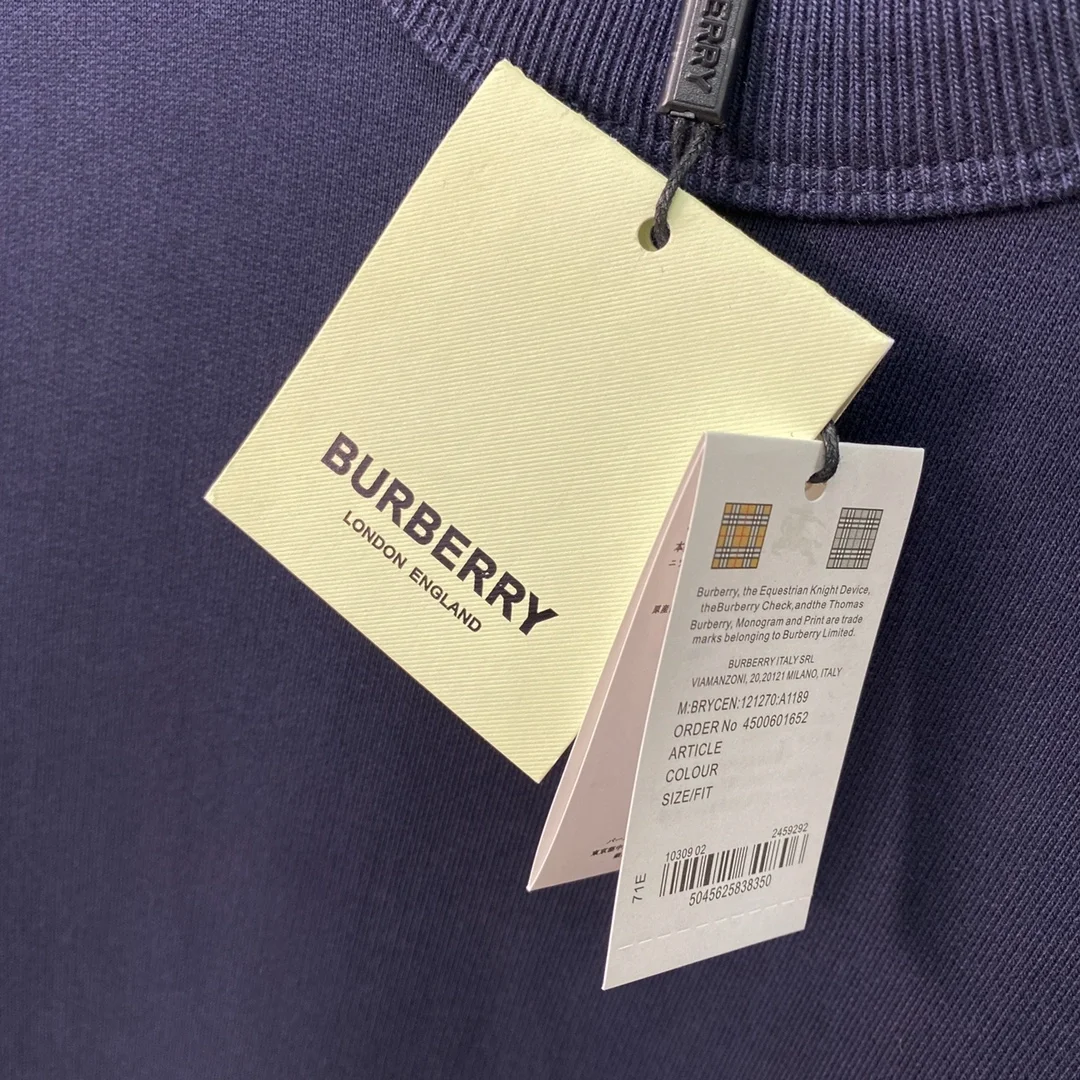 ERRY
BURBERRY
LONDON ENGLAND
Burberry, the Equestrian Knight Device,
theBurberry Check,andthe Thomas
Burberry, Monogram and Print are trade
marks belonging to Burberry Limited.
BURBERRY ITALY SRL
VIAMANZONI, 20,20121 MILANO, ITALY
M:BRYCEN:121270:A1189
ORDER No 4500601652
ARTICLE
COLOUR
SIZE/FIT
10309 02
2459292
71E
5045625838350